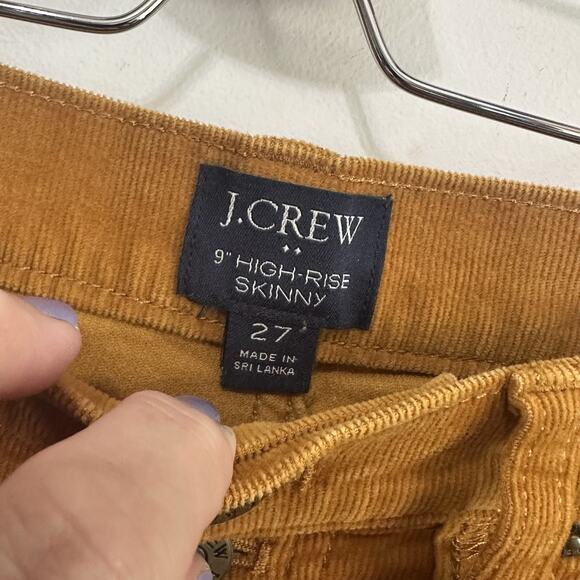 J.CREW
9" HIGH-RISE
SKINNY
27
MADE IN
SRI LANKA